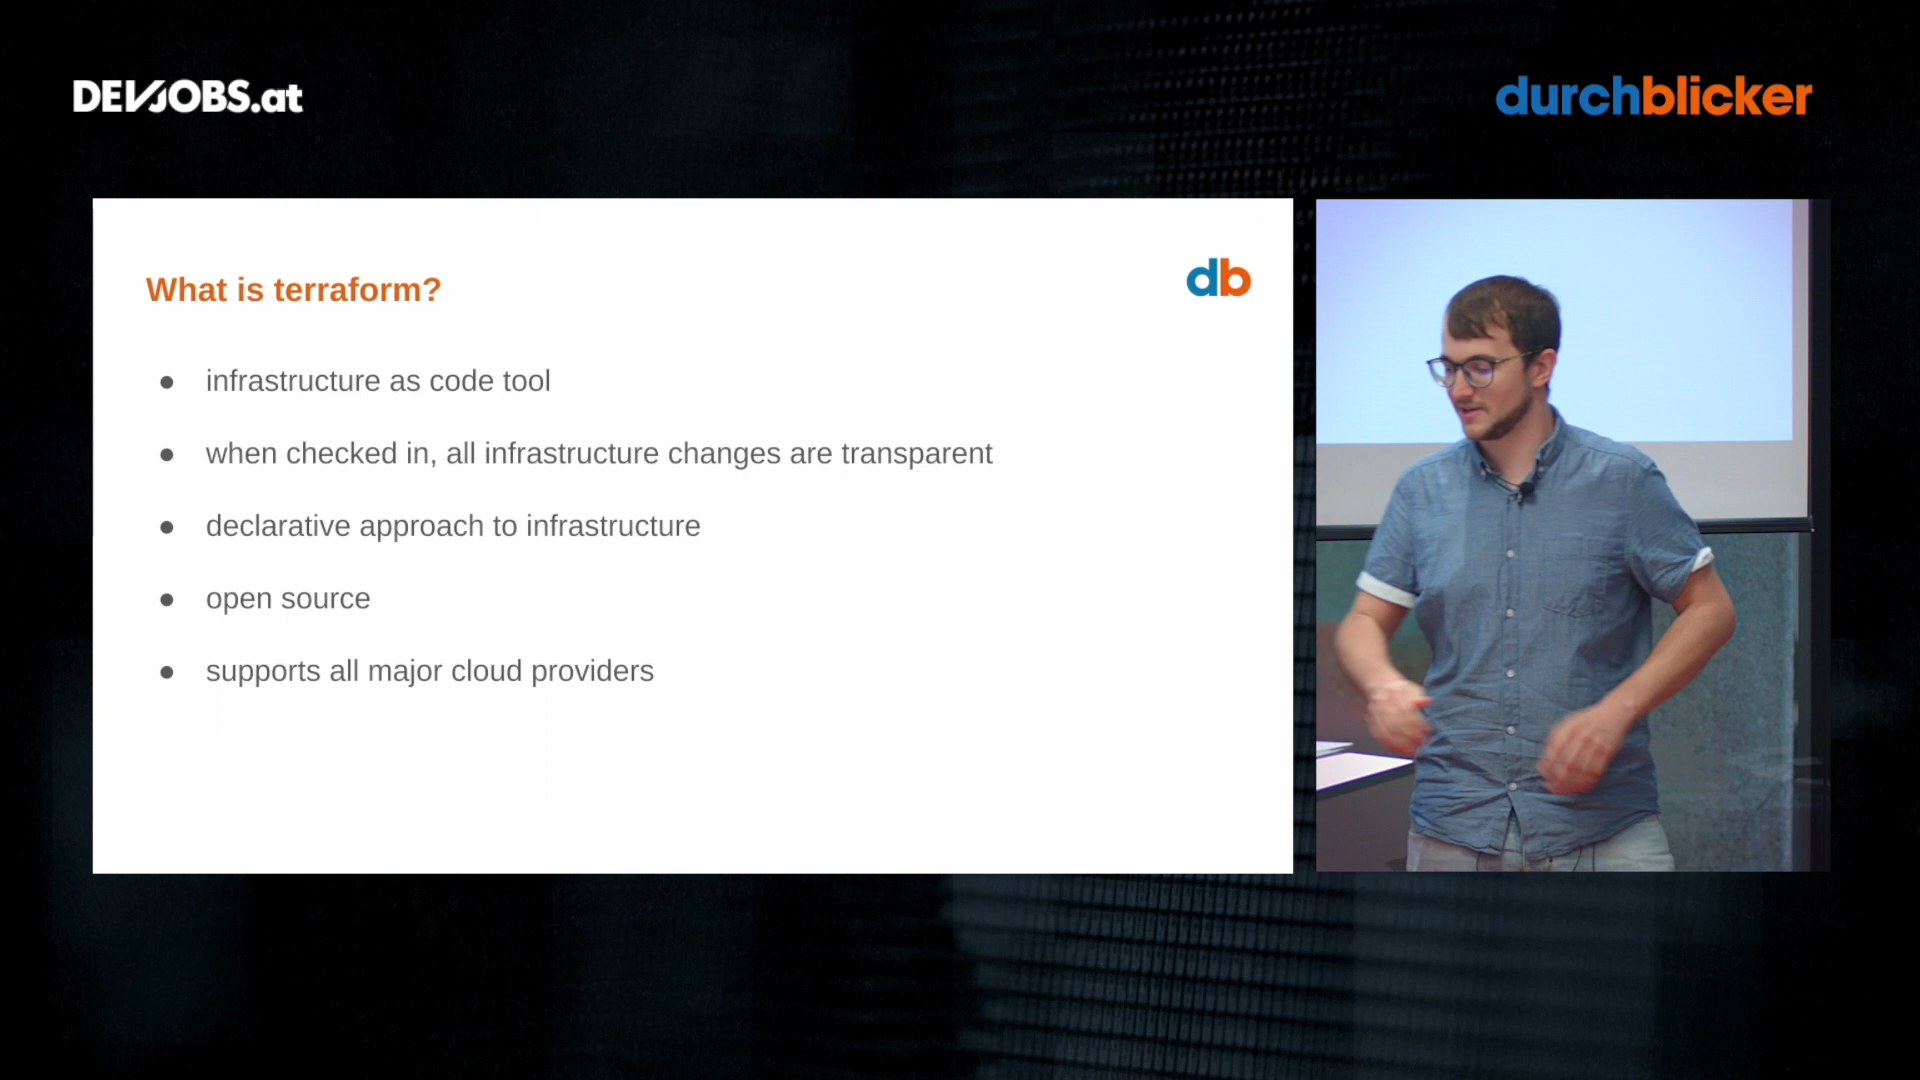 DEVJOBS.at
durchblicker
What is terraform?
db
● infrastructure as code tool
● when checked in, all infrastructure changes are transparent
● declarative approach to infrastructure
● open source
● supports all major cloud providers